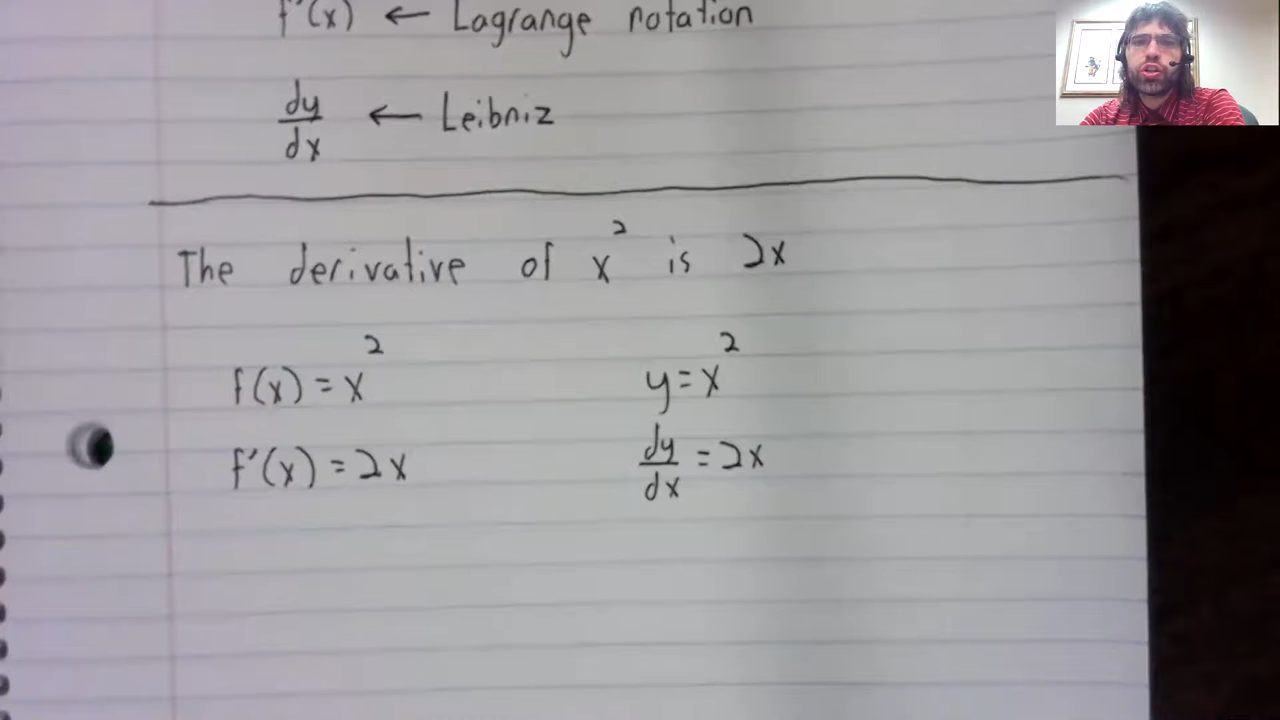 f'(x) ← Lagrange notation
dy/dx ← Leibniz
The derivative of x² is 2x
f(x) = x²
y = x²
f'(x) = 2x
dy/dx = 2x